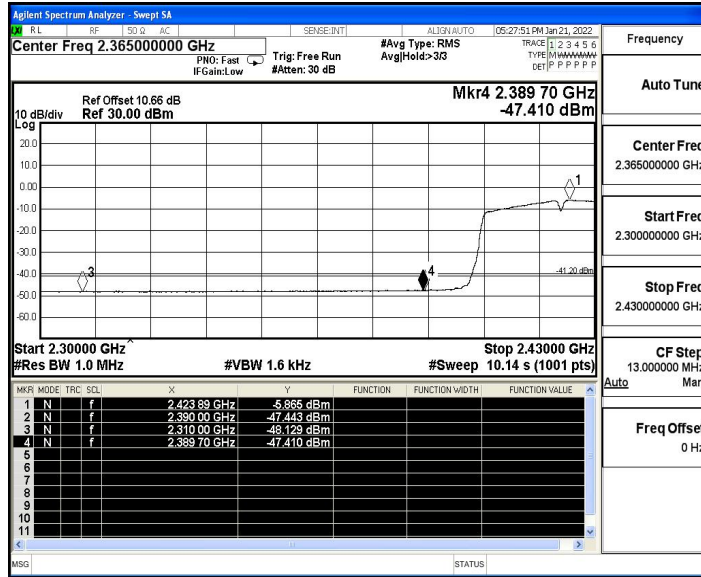 Agilent Spectrum Analyzer - Swept SA
LXI RL RF 50 Ω AC SENSE:INT ALIGN AUTO 05:27:51 PM Jan 21, 2022
Center Freq 2.365000000 GHz
PNO: Fast
IFGain:Low
Trig: Free Run
#Atten: 30 dB
#Avg Type: RMS
Avg|Hold:>3/3
TRACE 1 2 3 4 5 6
TYPE MWWWWW
DET P P P P P P
Ref Offset 10.66 dB
10 dB/div Ref 30.00 dBm
Log
Mkr4 2.389 70 GHz
-47.410 dBm
20.0
10.0
0.00
-10.0
-20.0
-30.0
-40.0
-50.0
-60.0
1
3
4
-41.20 dBm
Start 2.30000 GHz
Stop 2.43000 GHz
#Res BW 1.0 MHz #VBW 1.6 kHz #Sweep 10.14 s (1001 pts)
MKR MODE TRC SCL X Y FUNCTION FUNCTION WIDTH FUNCTION VALUE
1 N f 2.423 89 GHz -5.865 dBm
2 N f 2.390 00 GHz -47.443 dBm
3 N f 2.310 00 GHz -48.129 dBm
4 N f 2.389 70 GHz -47.410 dBm
5
6
7
8
9
10
11
MSG STATUS
Frequency
Auto Tune
Center Freq
2.365000000 GHz
Start Freq
2.300000000 GHz
Stop Freq
2.430000000 GHz
CF Step
13.000000 MHz
Auto Man
Freq Offset
0 Hz